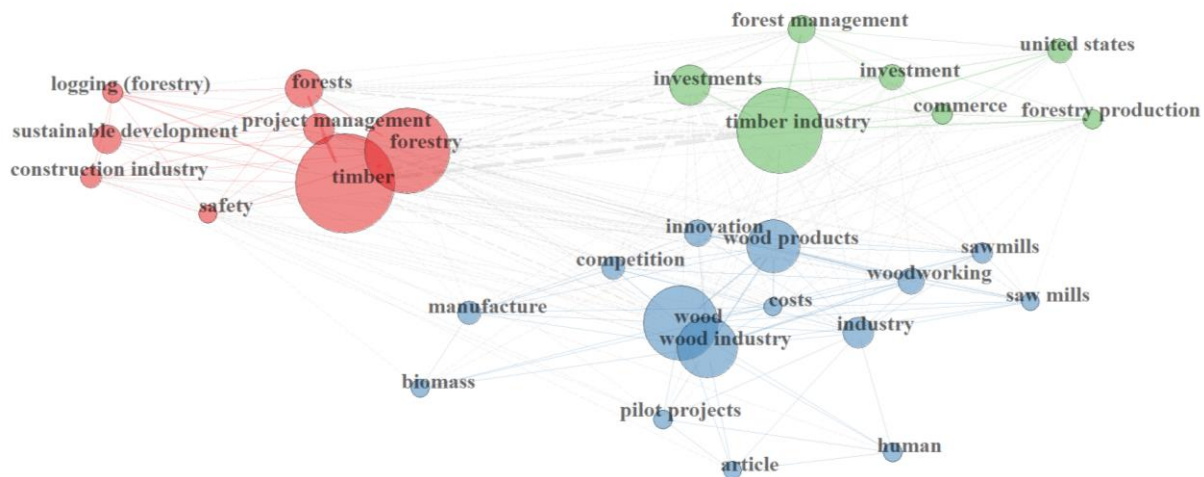 forest management
united states
logging (forestry)
forests
investments
investment
commerce
forestry production
timber industry
sustainable development
project management
forestry
construction industry
timber
safety
innovation
wood products
sawmills
competition
woodworking
manufacture
costs
saw mills
wood
industry
wood industry
biomass
pilot projects
human
article